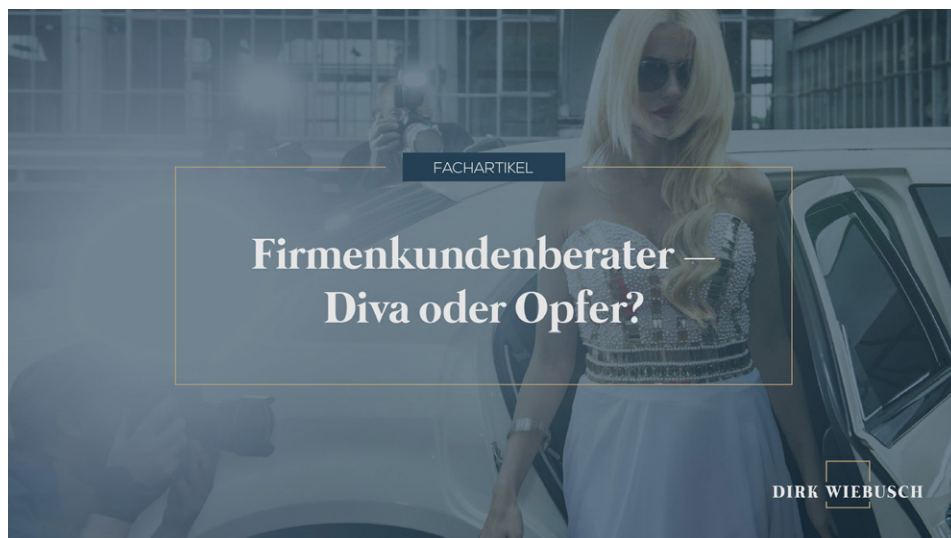 FACHARTIKEL
Firmenkundenberater —
Diva oder Opfer?
DIRK WIEBUSCH